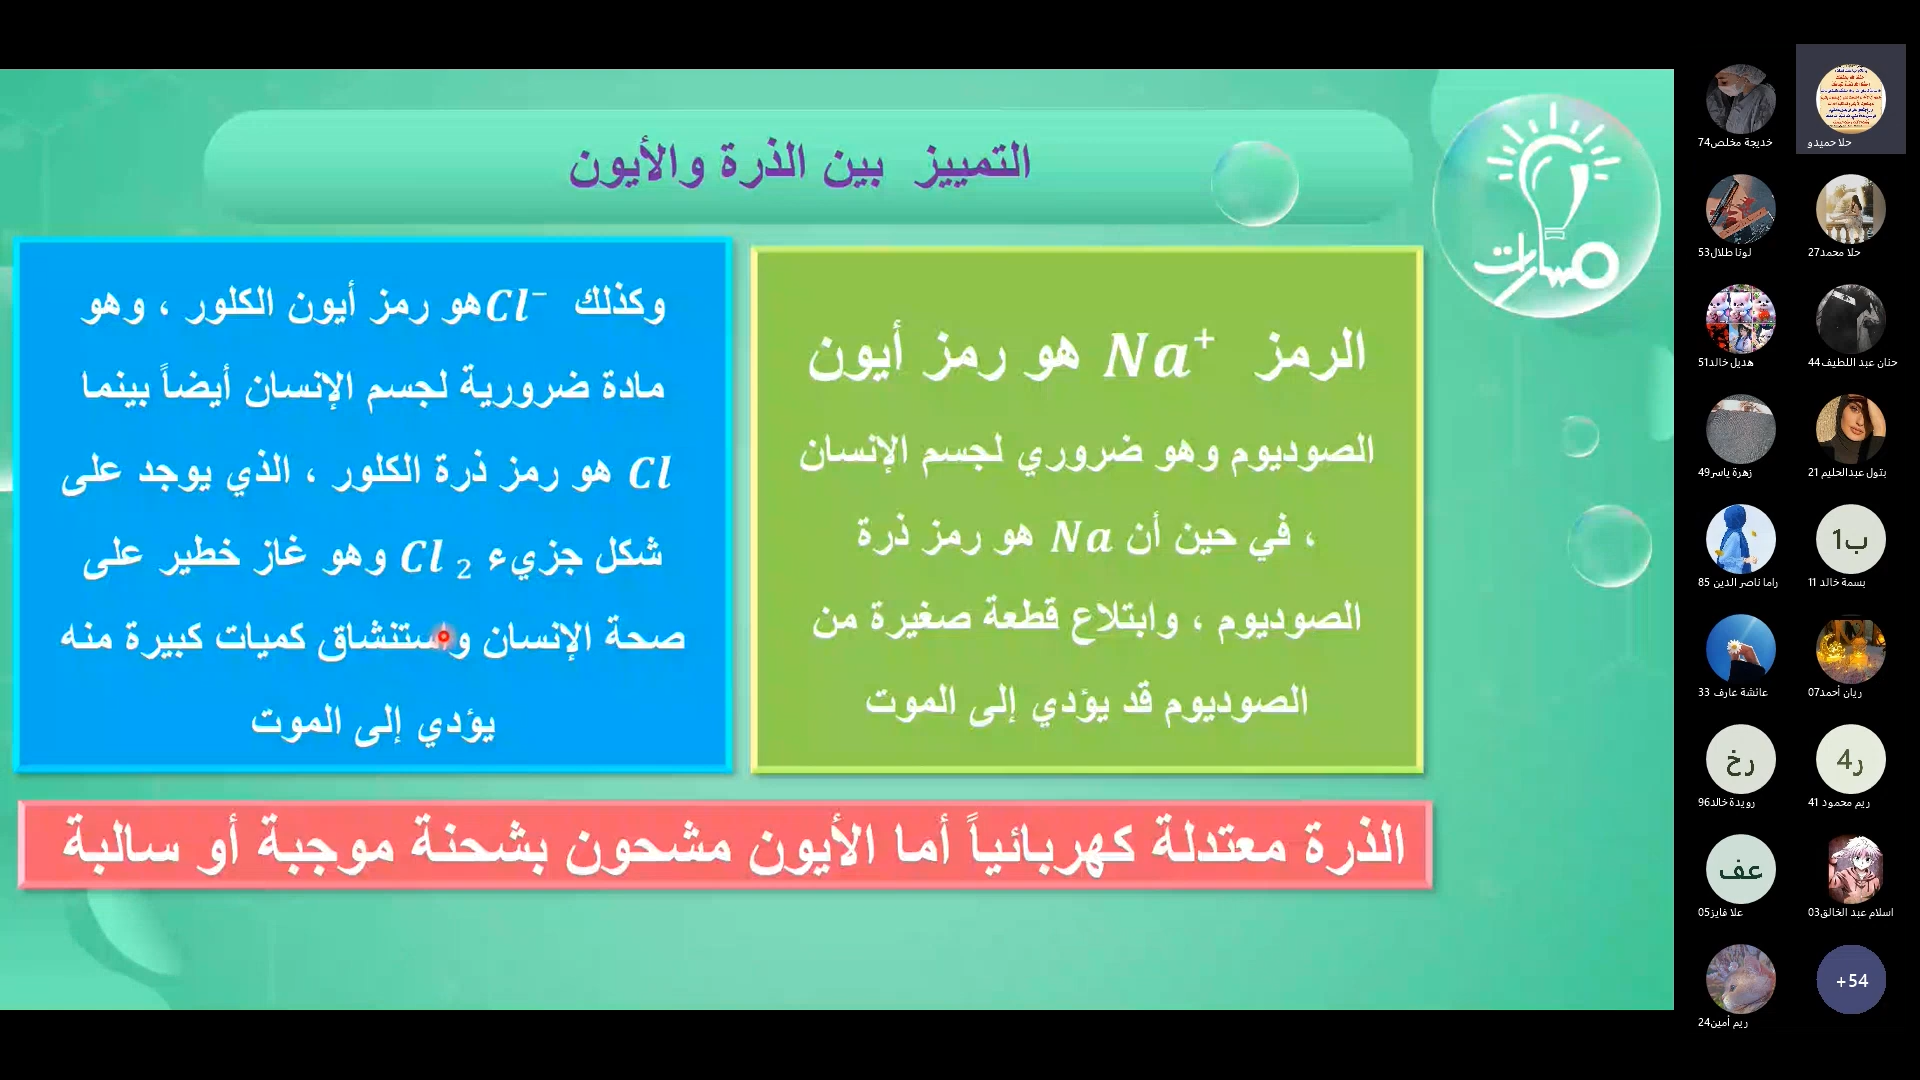 التمييز بين الذرة والأيون
مسارات
الرمز Na⁺ هو رمز أيون
الصوديوم وهو ضروري لجسم الإنسان
، في حين أن Na هو رمز ذرة
الصوديوم ، وابتلاع قطعة صغيرة من
الصوديوم قد يؤدي إلى الموت
وكذلك Cl⁻ هو رمز أيون الكلور ، وهو
مادة ضرورية لجسم الإنسان أيضاً بينما
Cl هو رمز ذرة الكلور ، الذي يوجد على
شكل جزيء Cl₂ وهو غاز خطير على
صحة الإنسان واستنشاق كميات كبيرة منه
يؤدي إلى الموت
الذرة معتدلة كهربائياً أما الأيون مشحون بشحنة موجبة أو سالبة
خديجة مخلص74
حلا حميدو
لونا طلال53
حلا محمد27
هديل خالد51
حنان عبد اللطيف44
زهرة ياسر49
بتول عبدالحليم 21
راما ناصر الدين 85
ب1
بسمة خالد 11
عائشة عارف 33
ريان أحمد07
رخ
رويدة خالد96
ر4
ريم محمود 41
عف
علا فايز05
اسلام عبد الخالق03
ريم أمين24
+54